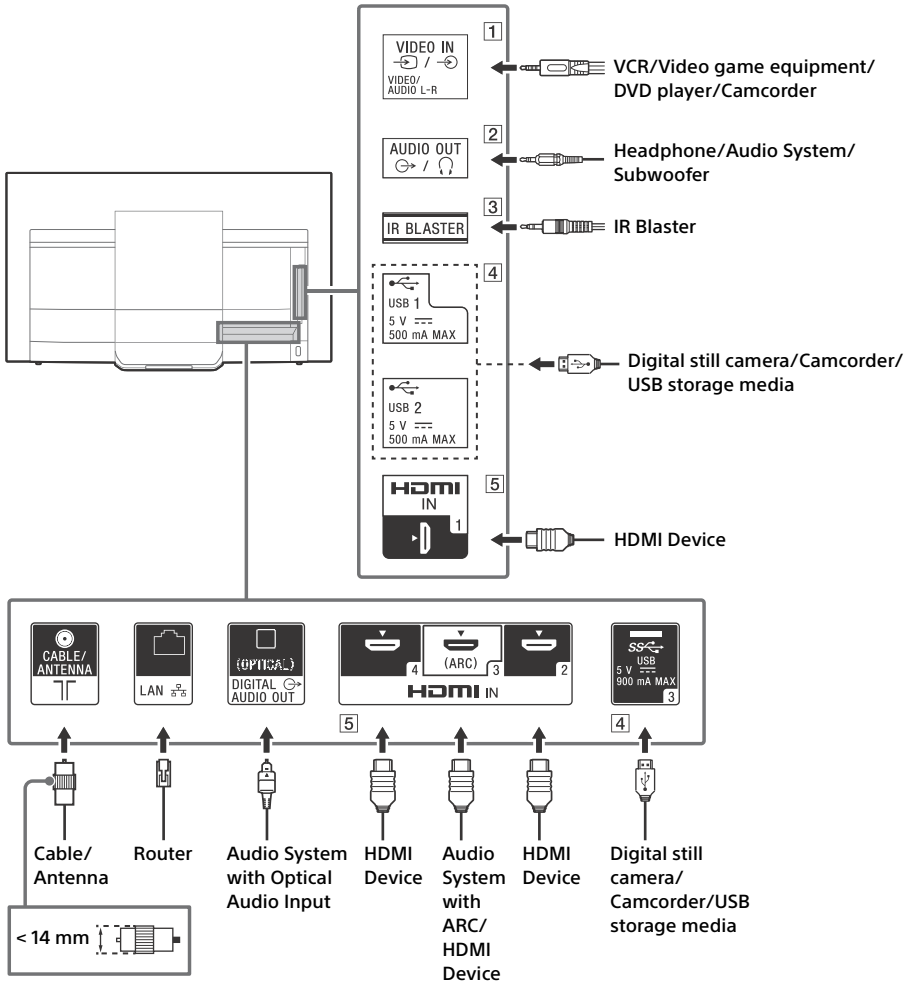 1
VIDEO IN
/
VIDEO/
AUDIO L-R
VCR/Video game equipment/
DVD player/Camcorder
2
AUDIO OUT
/
Headphone/Audio System/
Subwoofer
3
IR BLASTER
IR Blaster
4
USB 1
5 V
500 mA MAX
USB 2
5 V
500 mA MAX
Digital still camera/Camcorder/
USB storage media
5
HDMI
IN
1
HDMI Device
CABLE/
ANTENNA
LAN
(OPTICAL)
DIGITAL
AUDIO OUT
4
(ARC)
3
2
HDMI IN
5
SS
USB
5 V
900 mA MAX
3
4
Cable/
Antenna
Router
Audio System
with Optical
Audio Input
HDMI
Device
Audio
System
with
ARC/
HDMI
Device
HDMI
Device
Digital still
camera/
Camcorder/USB
storage media
< 14 mm